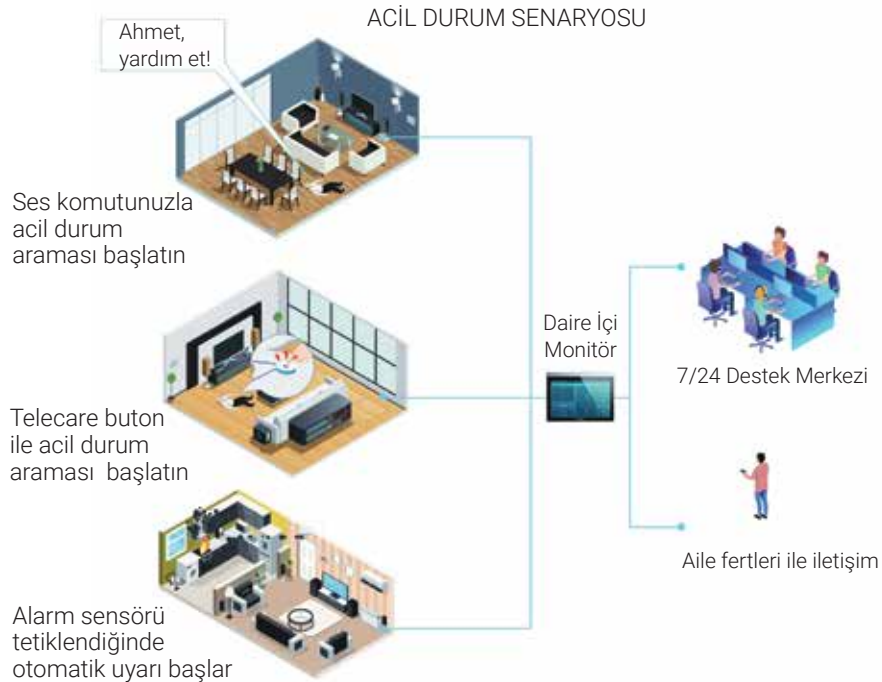 ACİL DURUM SENARYOSU
Ahmet,
yardım et!
Ses komutunuzla
acil durum
araması başlatın
Telecare buton
ile acil durum
araması başlatın
Alarm sensörü
tetiklendiğinde
otomatik uyarı başlar
Daire İçi
Monitör
7/24 Destek Merkezi
Aile fertleri ile iletişim